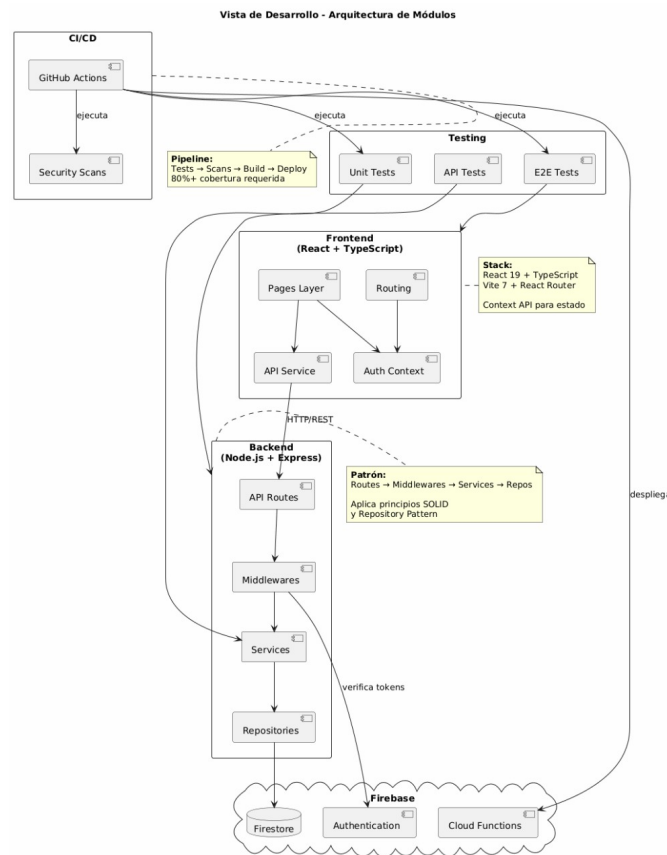 Vista de Desarrollo - Arquitectura de Módulos
CI/CD
GitHub Actions
ejecuta
ejecuta
ejecuta
Security Scans
Pipeline:
Tests → Scans → Build → Deploy
80%+ cobertura requerida
Testing
Unit Tests
API Tests
E2E Tests
Frontend
(React + TypeScript)
Pages Layer
Routing
API Service
Auth Context
Stack:
React 19 + TypeScript
Vite 7 + React Router
Context API para estado
HTTP/REST
Backend
(Node.js + Express)
API Routes
Middlewares
Services
Repositories
Patrón:
Routes → Middlewares → Services → Repos
Aplica principios SOLID
y Repository Pattern
despliega
verifica tokens
Firebase
Firestore
Authentication
Cloud Functions